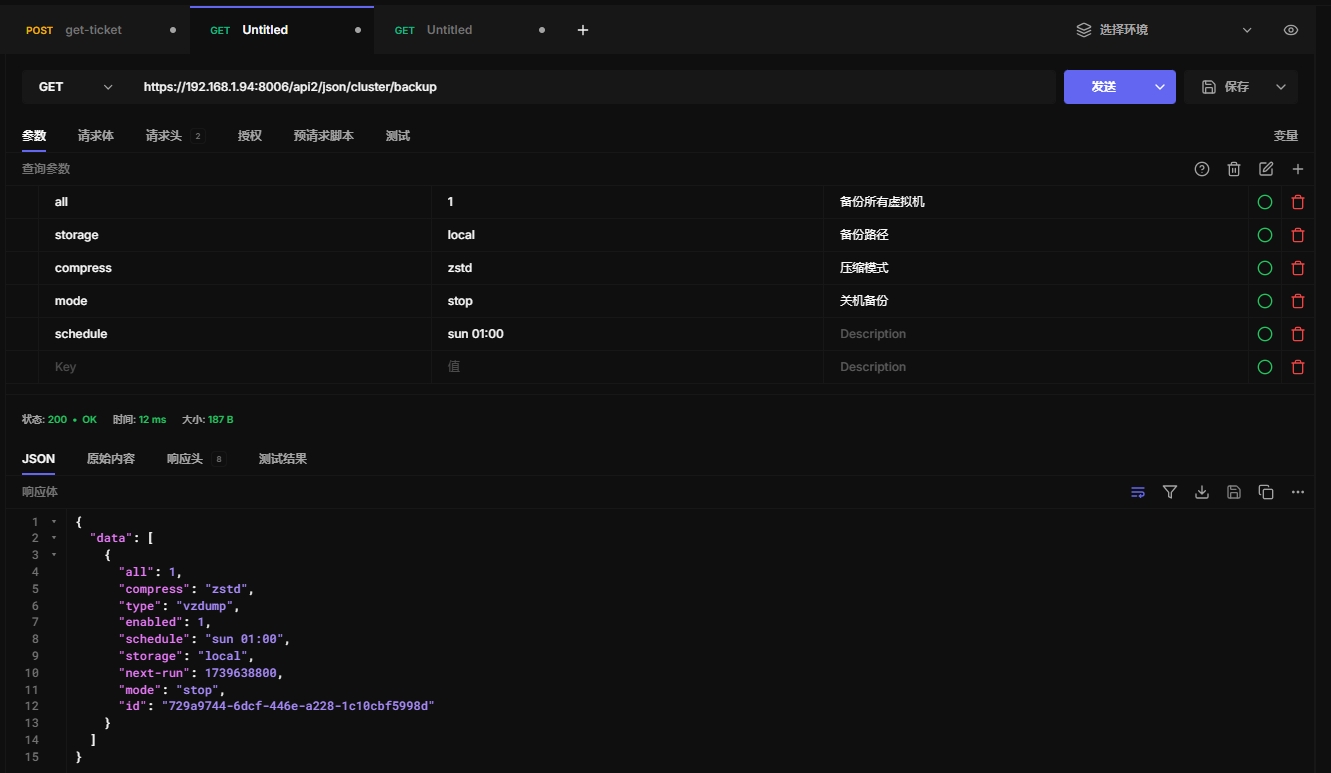 POST get-ticket GET Untitled GET Untitled 选择环境
GET https://192.168.1.94:8006/api2/json/cluster/backup 发送 保存
参数 请求体 请求头 2 授权 预请求脚本 测试 变量
查询参数
all 1 备份所有虚拟机
storage local 备份路径
compress zstd 压缩模式
mode stop 关机备份
schedule sun 01:00 Description
Key 值 Description
状态: 200 • OK 时间: 12 ms 大小: 187 B
JSON 原始内容 响应头 8 测试结果
响应体
1 {
2 "data": [
3 {
4 "all": 1,
5 "compress": "zstd",
6 "type": "vzdump",
7 "enabled": 1,
8 "schedule": "sun 01:00",
9 "storage": "local",
10 "next-run": 1739638800,
11 "mode": "stop",
12 "id": "729a9744-6dcf-446e-a228-1c10cbf5998d"
13 }
14 ]
15 }